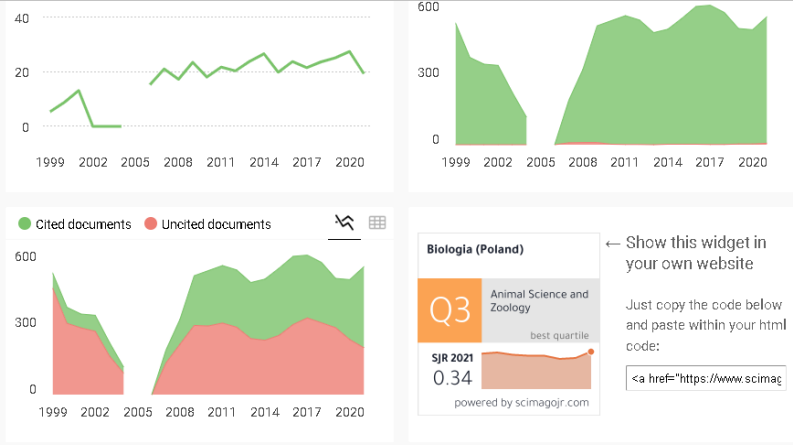 40
20
0
1999 2002 2005 2008 2011 2014 2017 2020
600
300
0
1999 2002 2005 2008 2011 2014 2017 2020
Cited documents Uncited documents
600
300
0
1999 2002 2005 2008 2011 2014 2017 2020
Biologia (Poland)
Q3
Animal Science and
Zoology
best quartile
SJR 2021
0.34
powered by scimagojr.com
← Show this widget in
your own website
Just copy the code below
and paste within your html
code:
<a href="https://www.scimag